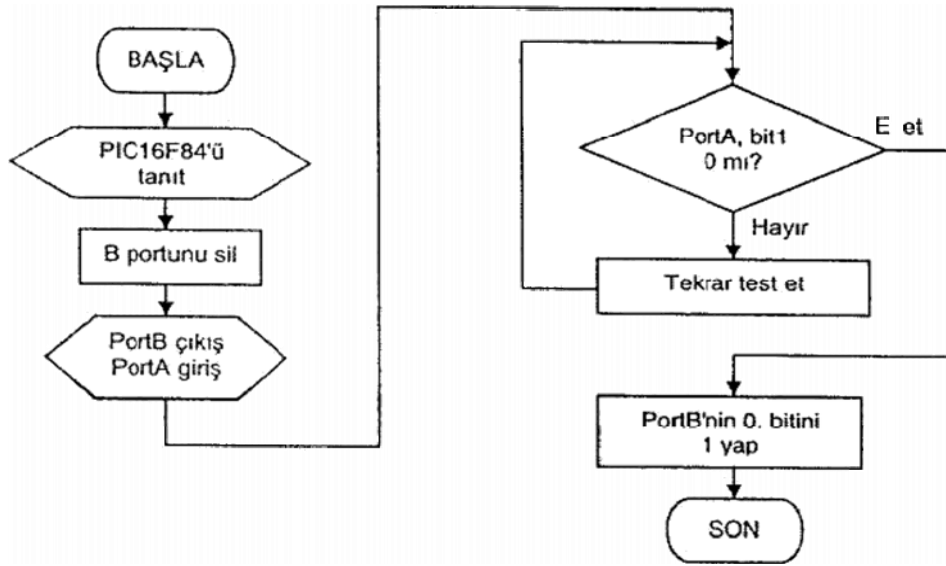 BAŞLA
PIC16F84'ü
tanıt
B portunu sil
PortB çıkış
PortA giriş
PortA, bit1
0 mı?
E et
Hayır
Tekrar test et
PortB'nin 0. bitini
1 yap
SON